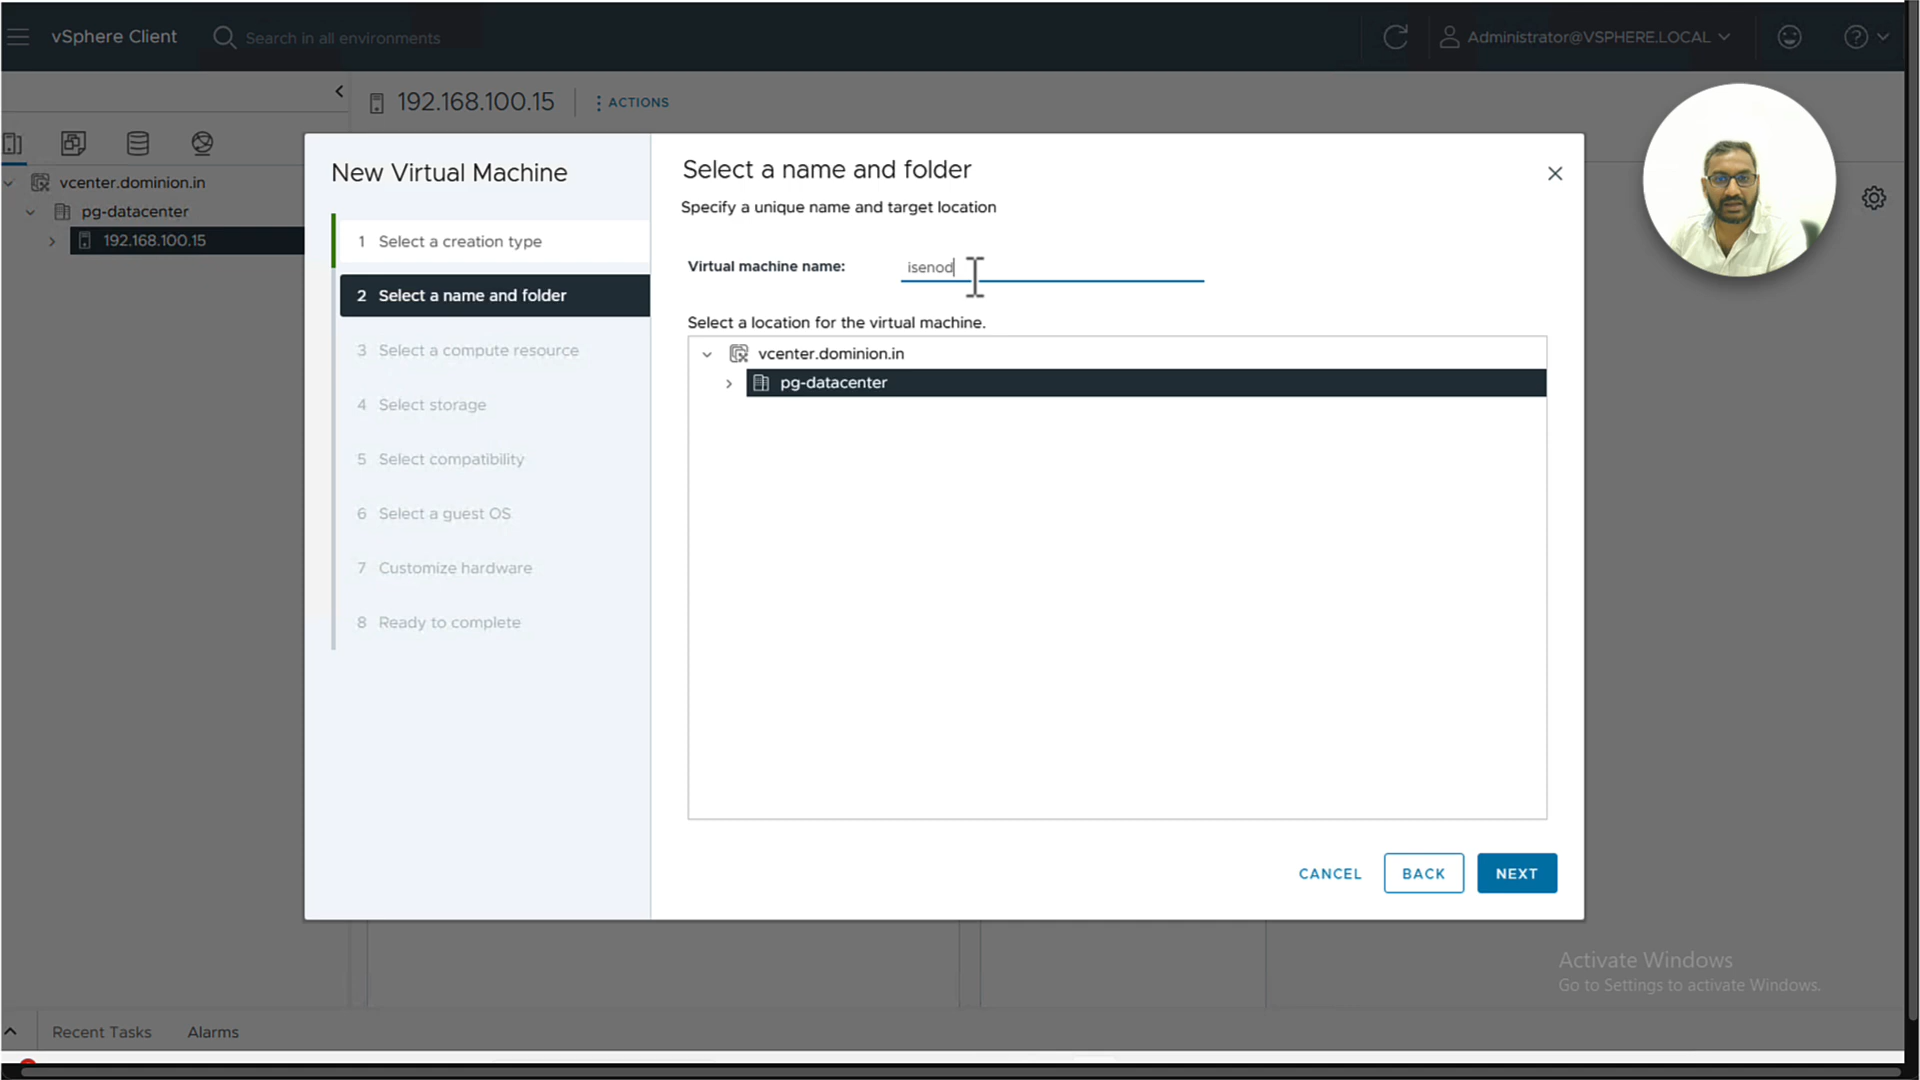 vSphere Client
Search in all environments
Administrator@VSPHERE.LOCAL
192.168.100.15
ACTIONS
vcenter.dominion.in
pg-datacenter
192.168.100.15
New Virtual Machine
1 Select a creation type
2 Select a name and folder
3 Select a compute resource
4 Select storage
5 Select compatibility
6 Select a guest OS
7 Customize hardware
8 Ready to complete
Select a name and folder
Specify a unique name and target location
Virtual machine name: isenod
Select a location for the virtual machine.
vcenter.dominion.in
pg-datacenter
CANCEL
BACK
NEXT
Activate Windows
Go to Settings to activate Windows.
Recent Tasks
Alarms